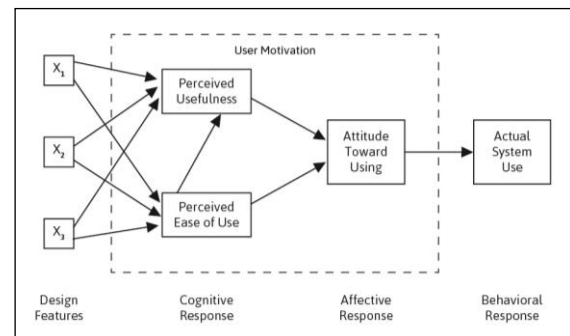 User Motivation
X1
X2
X3
Perceived
Usefulness
Perceived
Ease of Use
Attitude
Toward
Using
Actual
System
Use
Design
Features
Cognitive
Response
Affective
Response
Behavioral
Response